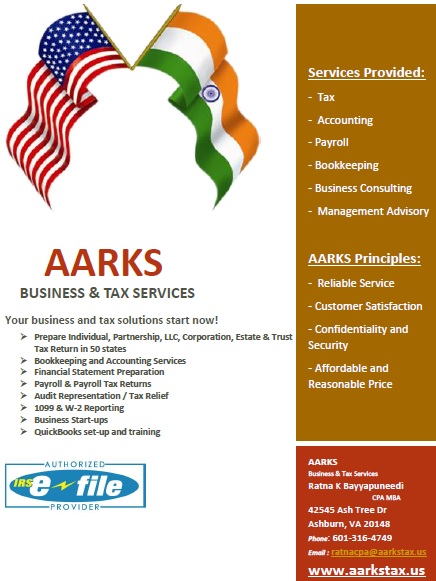 AARKS
BUSINESS & TAX SERVICES
Your business and tax solutions start now!
➤ Prepare Individual, Partnership, LLC, Corporation, Estate & Trust
Tax Return in 50 states
➤ Bookkeeping and Accounting Services
➤ Financial Statement Preparation
➤ Payroll & Payroll Tax Returns
➤ Audit Representation / Tax Relief
➤ 1099 & W-2 Reporting
➤ Business Start-ups
➤ QuickBooks set-up and training
AUTHORIZED
IRS e file
PROVIDER
Services Provided:
- Tax
- Accounting
- Payroll
- Bookkeeping
- Business Consulting
- Management Advisory
AARKS Principles:
- Reliable Service
- Customer Satisfaction
- Confidentiality and
Security
- Affordable and
Reasonable Price
AARKS
Business & Tax Services
Ratna K Bayyapuneedi
CPA MBA
42545 Ash Tree Dr
Ashburn, VA 20148
Phone: 601-316-4749
Email : ratnacpa@aarkstax.us
www.aarkstax.us